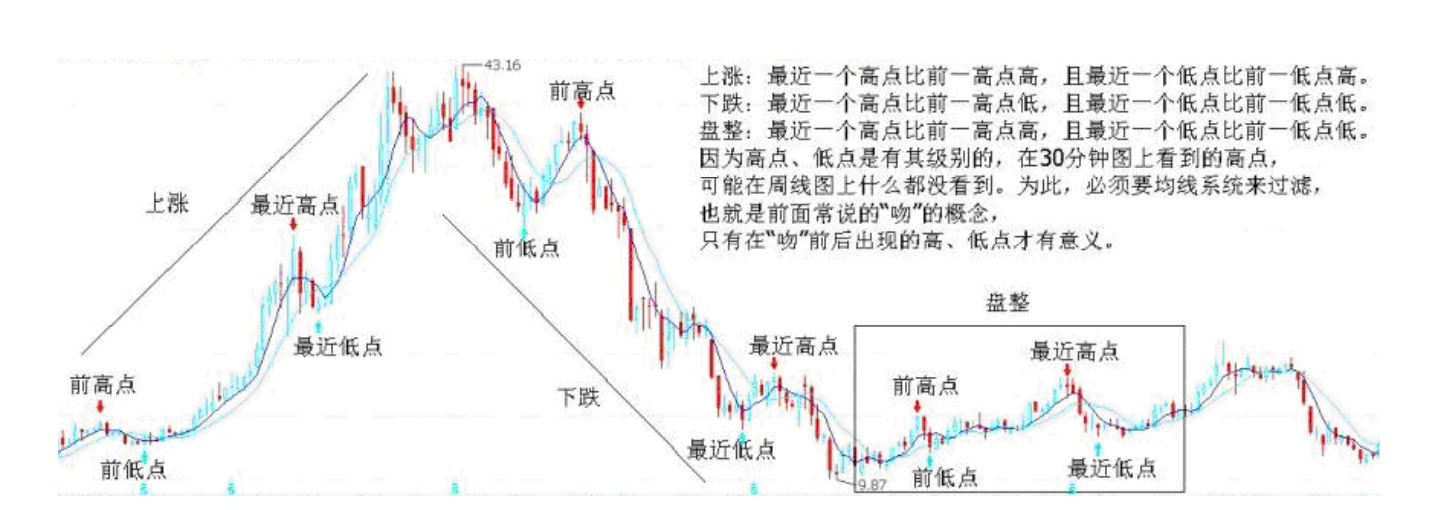 43.16
前高点
上涨：最近一个高点比前一高点高，且最近一个低点比前一低点高。
下跌：最近一个高点比前一高点低，且最近一个低点比前一低点低。
盘整：最近一个高点比前一高点高，且最近一个低点比前一低点低。
因为高点、低点是有其级别的，在30分钟图上看到的高点，
可能在周线图上什么都没看到。为此，必须要均线系统来过滤，
也就是前面常说的“吻”的概念，
只有在“吻”前后出现的高、低点才有意义。
上涨
最近高点
前低点
盘整
最近低点
最近高点
最近高点
前高点
前高点
下跌
最近低点
前低点
前低点
最近低点
9.87